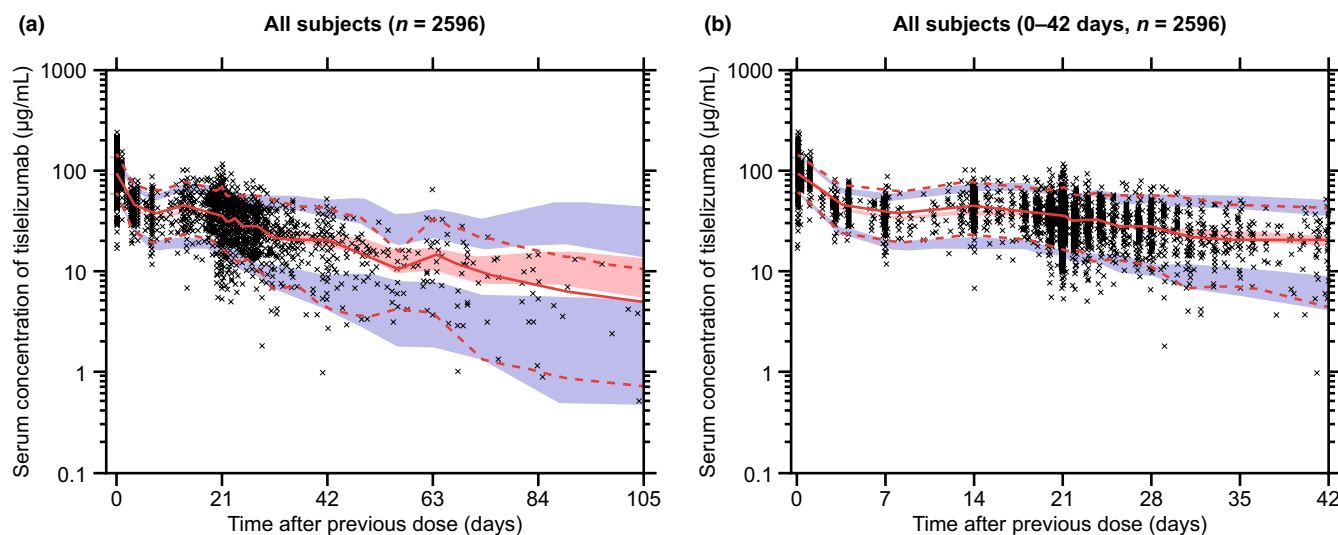 (a) All subjects (n = 2596)
Serum concentration of tislelizumab (µg/mL)
1000
100
10
1
0.1
0 21 42 63 84 105
Time after previous dose (days)
(b) All subjects (0–42 days, n = 2596)
Serum concentration of tislelizumab (µg/mL)
1000
100
10
1
0.1
0 7 14 21 28 35 42
Time after previous dose (days)